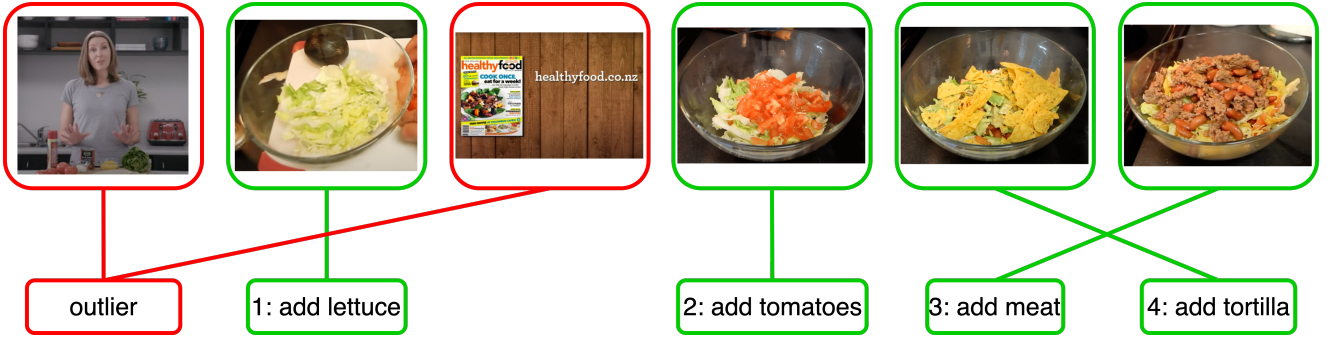 healthyfood
COOK ONCE,
eat for a week!
healthyfood.co.nz
outlier
1: add lettuce
2: add tomatoes
3: add meat
4: add tortilla